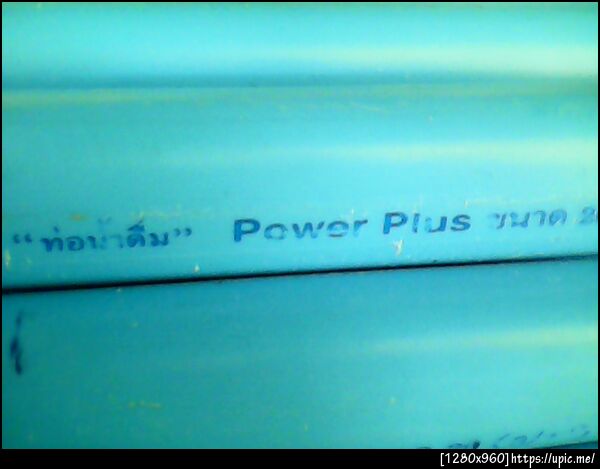 “ท่อน้ำดื่ม” Power Plus ขนาด
[1280x960]https://upic.me/